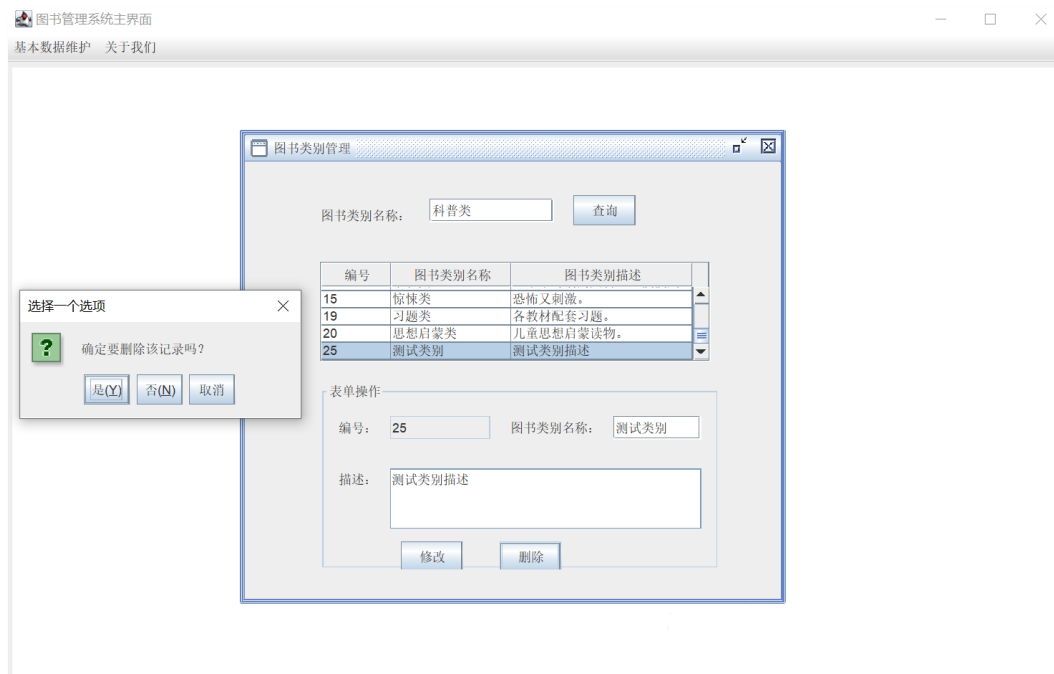 图书管理系统主界面
基本数据维护 关于我们
图书类别管理
图书类别名称： 科普类 查询
编号 图书类别名称 图书类别描述
15 惊悚类 恐怖又刺激。
19 习题类 各教材配套习题。
20 思想启蒙类 儿童思想启蒙读物。
25 测试类别 测试类别描述
选择一个选项
确定要删除该记录吗？
是(Y) 否(N) 取消
表单操作
编号： 25 图书类别名称： 测试类别
描述： 测试类别描述
修改 删除